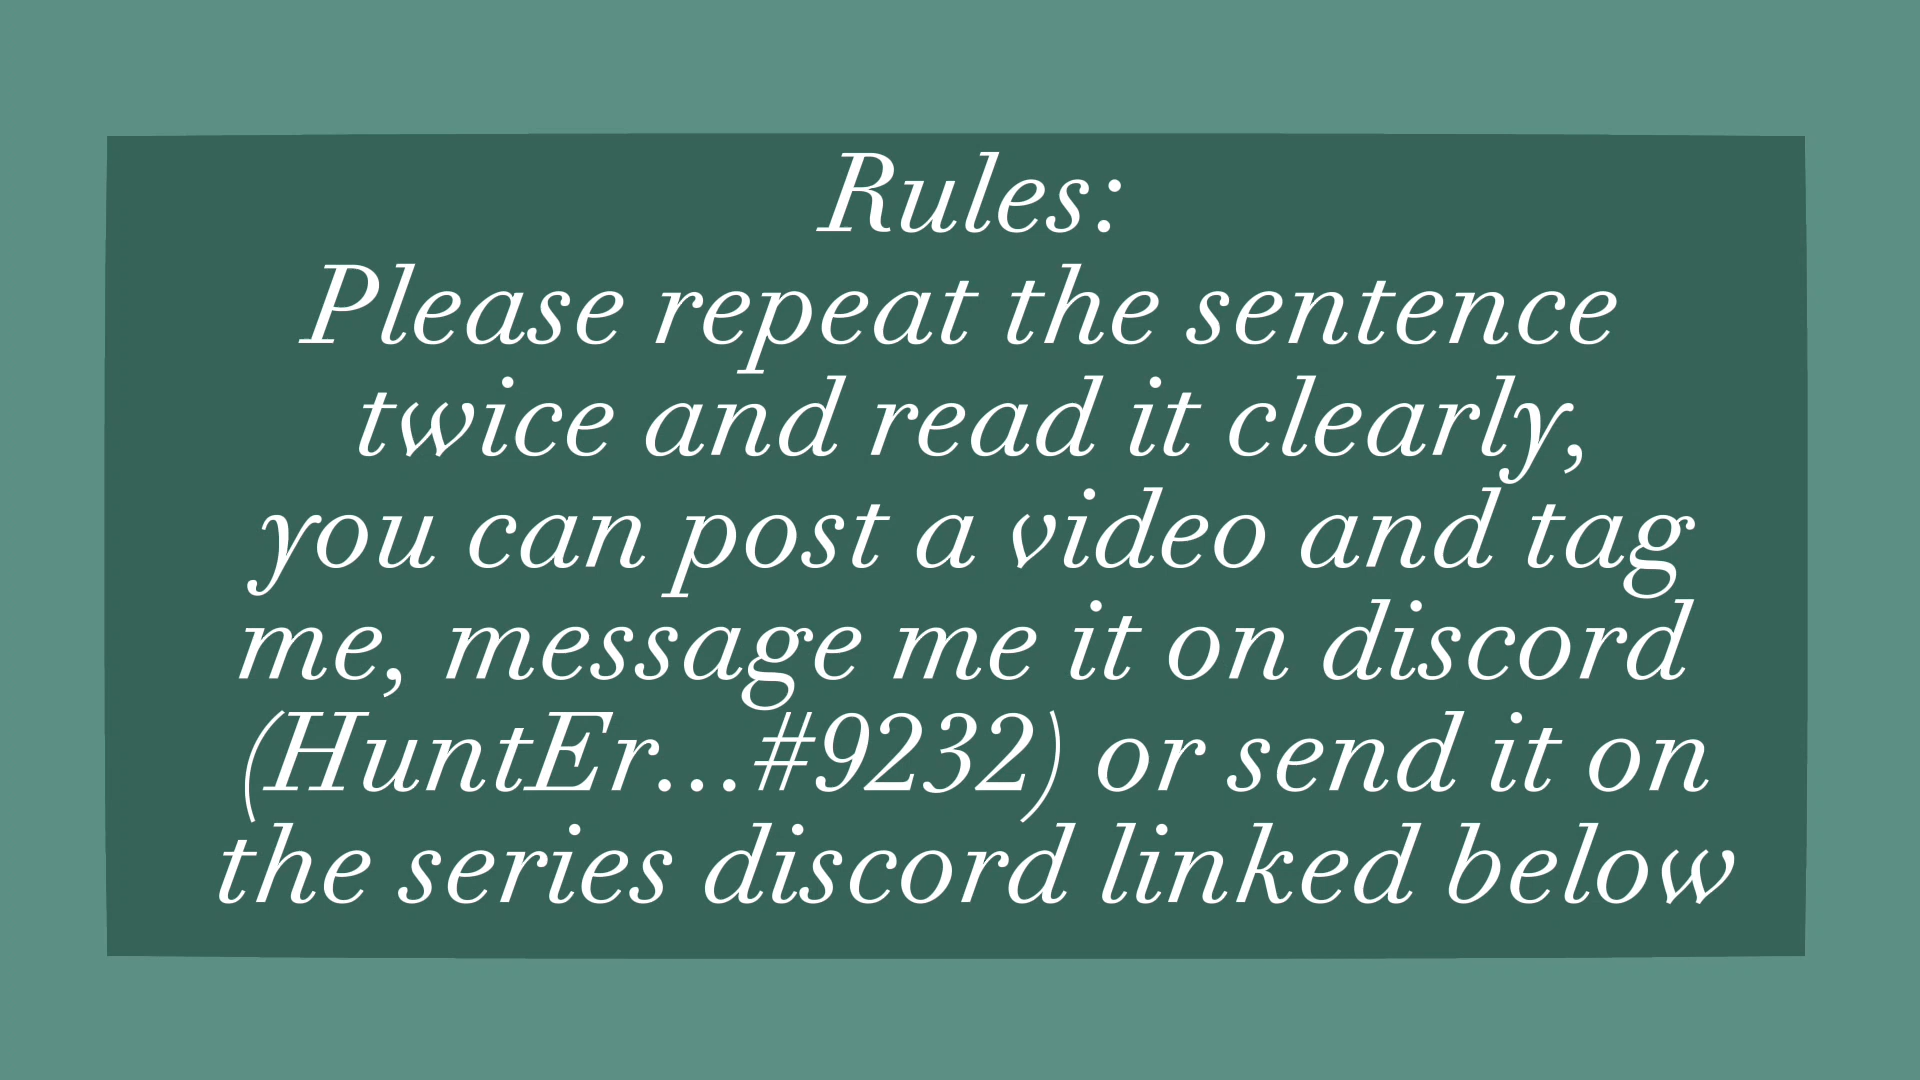 Rules:
Please repeat the sentence
twice and read it clearly,
you can post a video and tag
me, message me it on discord
(HuntEr...#9232) or send it on
the series discord linked below